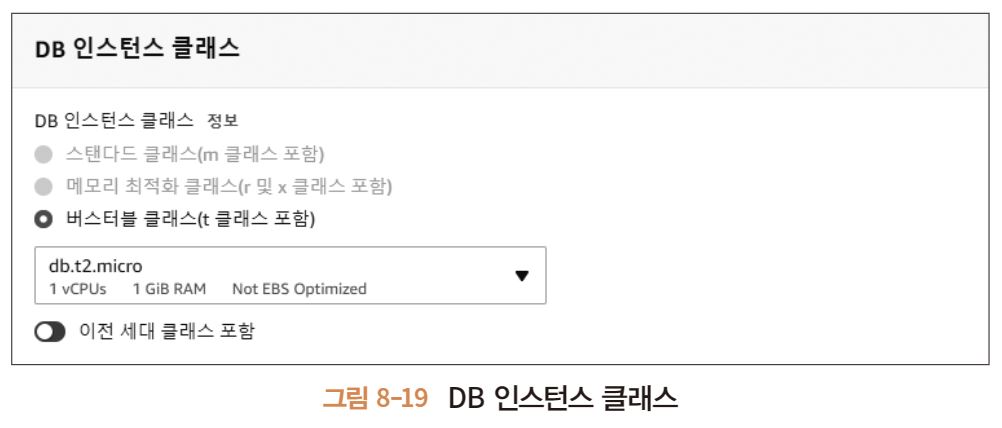 DB 인스턴스 클래스
DB 인스턴스 클래스 정보
스탠다드 클래스(m 클래스 포함)
메모리 최적화 클래스(r 및 x 클래스 포함)
버스터블 클래스(t 클래스 포함)
db.t2.micro
1 vCPUs 1 GiB RAM Not EBS Optimized
이전 세대 클래스 포함
그림 8-19 DB 인스턴스 클래스